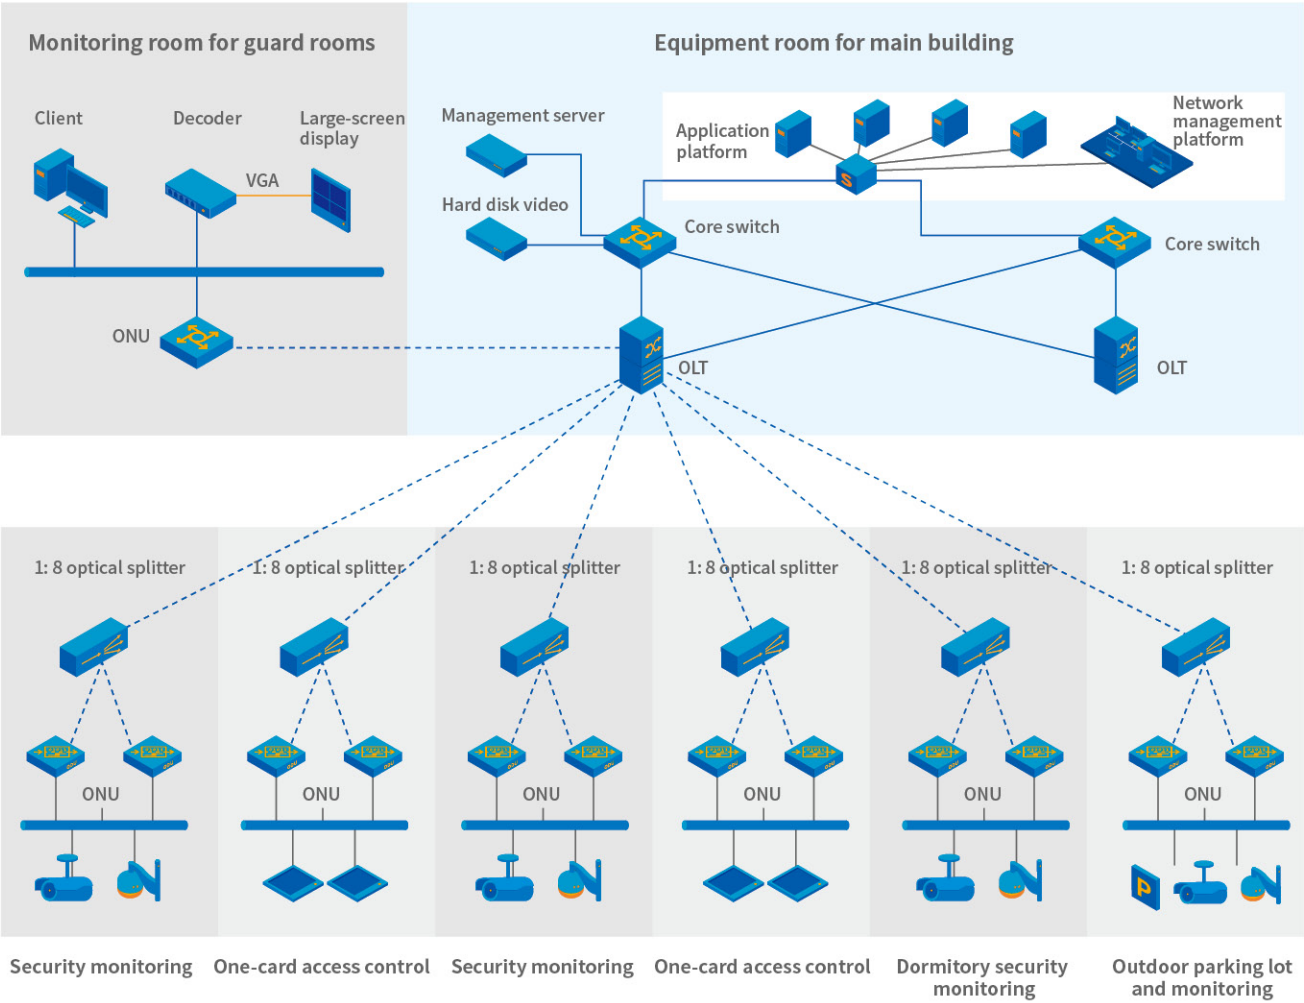 Monitoring room for guard rooms
Equipment room for main building
Client
Decoder
Large-screen
display
VGA
ONU
Management server
Hard disk video
Application
platform
Network
management
platform
S
Core switch
Core switch
OLT
OLT
1: 8 optical splitter
1: 8 optical splitter
1: 8 optical splitter
1: 8 optical splitter
1: 8 optical splitter
1: 8 optical splitter
ONU
ONU
ONU
ONU
ONU
ONU
P
Security monitoring
One-card access control
Security monitoring
One-card access control
Dormitory security
monitoring
Outdoor parking lot
and monitoring